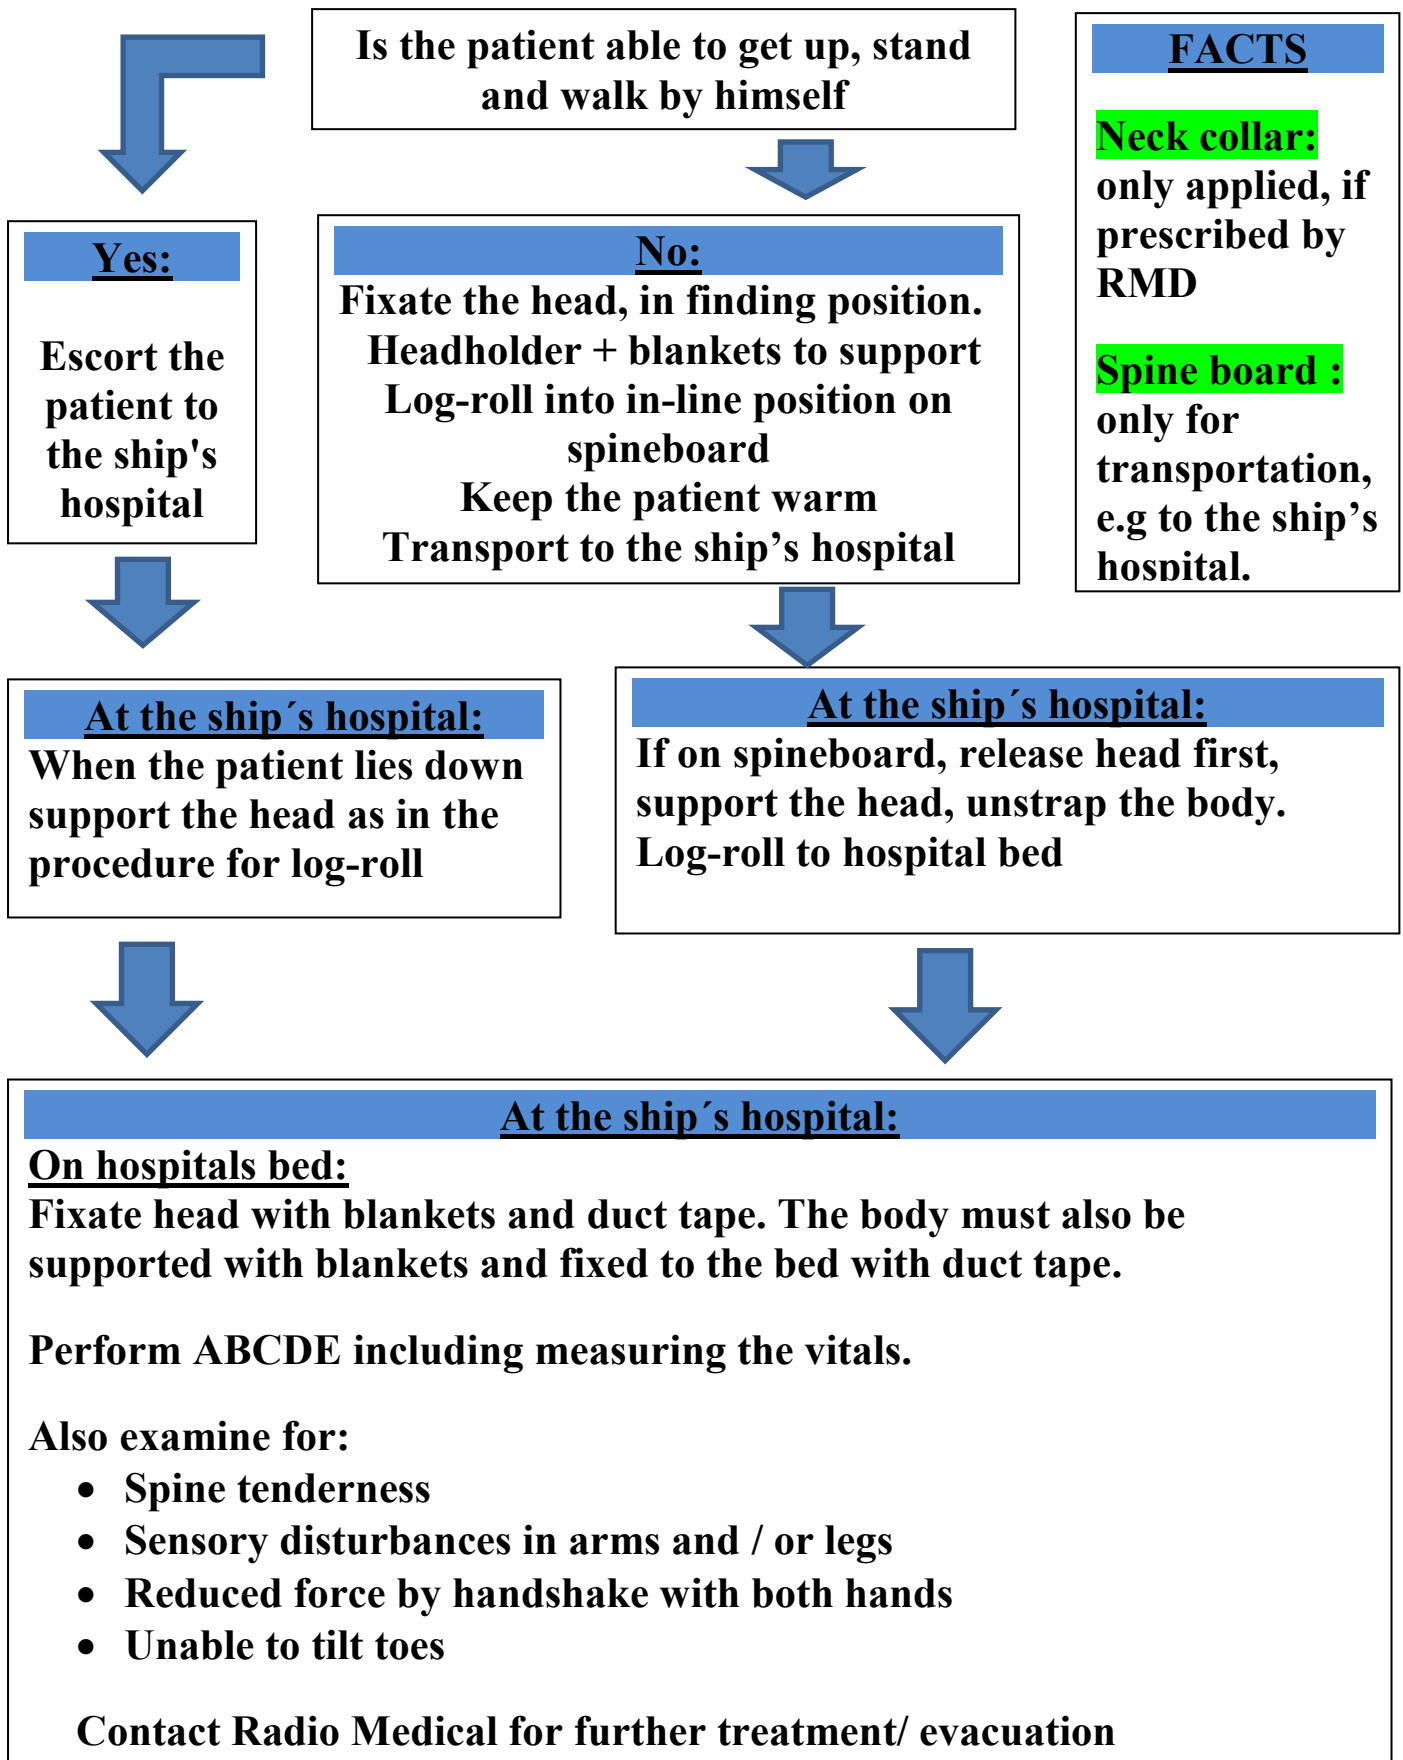 Is the patient able to get up, stand
and walk by himself
FACTS
Neck collar:
only applied, if
prescribed by
RMD
Spine board :
only for
transportation,
e.g to the ship’s
hospital.
Yes:
Escort the
patient to
the ship's
hospital
No:
Fixate the head, in finding position.
Headholder + blankets to support
Log-roll into in-line position on
spineboard
Keep the patient warm
Transport to the ship’s hospital
At the ship´s hospital:
When the patient lies down
support the head as in the
procedure for log-roll
At the ship´s hospital:
If on spineboard, release head first,
support the head, unstrap the body.
Log-roll to hospital bed
At the ship´s hospital:
On hospitals bed:
Fixate head with blankets and duct tape. The body must also be
supported with blankets and fixed to the bed with duct tape.
Perform ABCDE including measuring the vitals.
Also examine for:
• Spine tenderness
• Sensory disturbances in arms and / or legs
• Reduced force by handshake with both hands
• Unable to tilt toes
Contact Radio Medical for further treatment/ evacuation